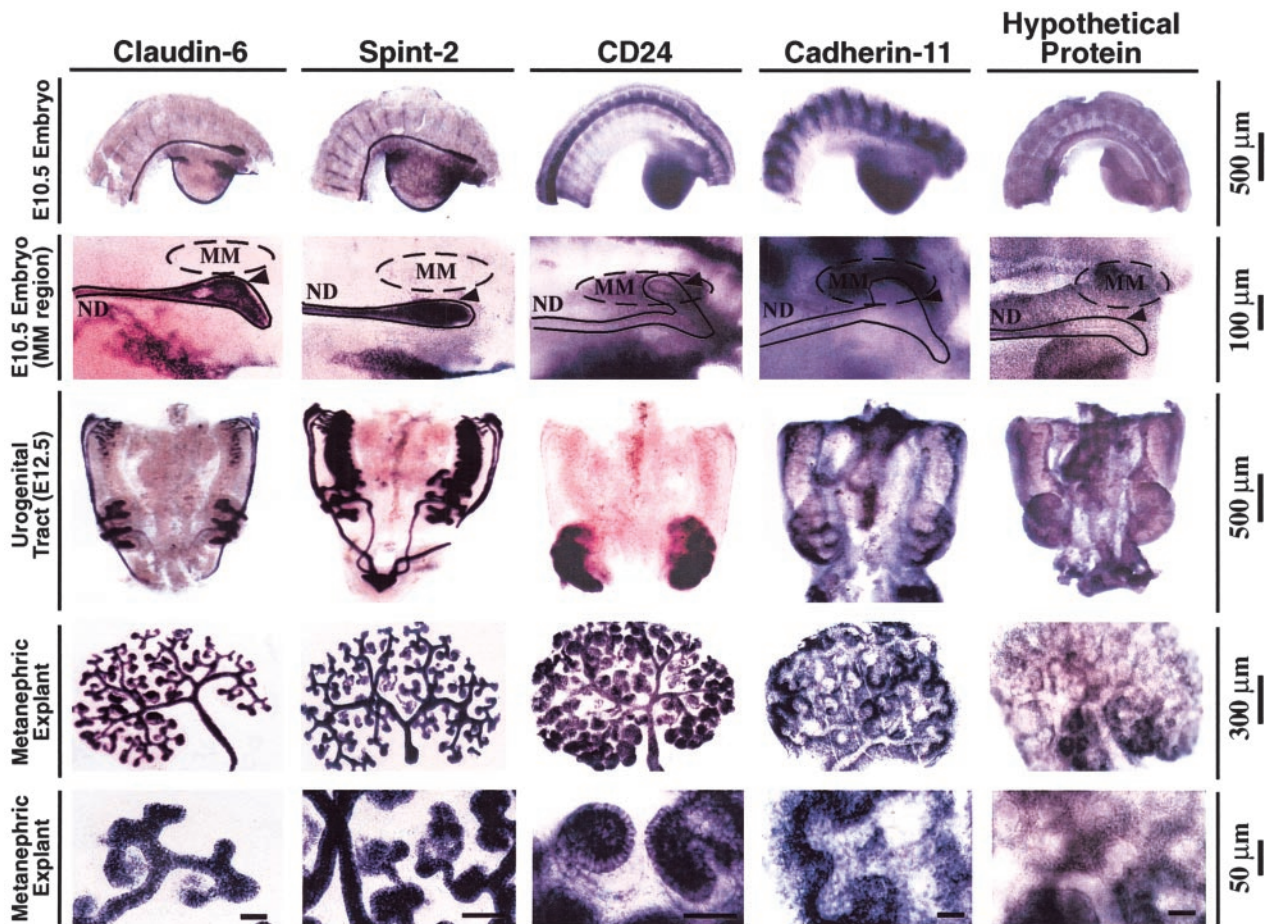 Claudin-6
Spint-2
CD24
Cadherin-11
Hypothetical
Protein
E10.5 Embryo
500 µm
E10.5 Embryo
(MM region)
MM
ND
MM
ND
MM
ND
MM
ND
MM
ND
100 µm
Urogenital
Tract (E12.5)
500 µm
Metanephric
Explant
300 µm
Metanephric
Explant
50 µm